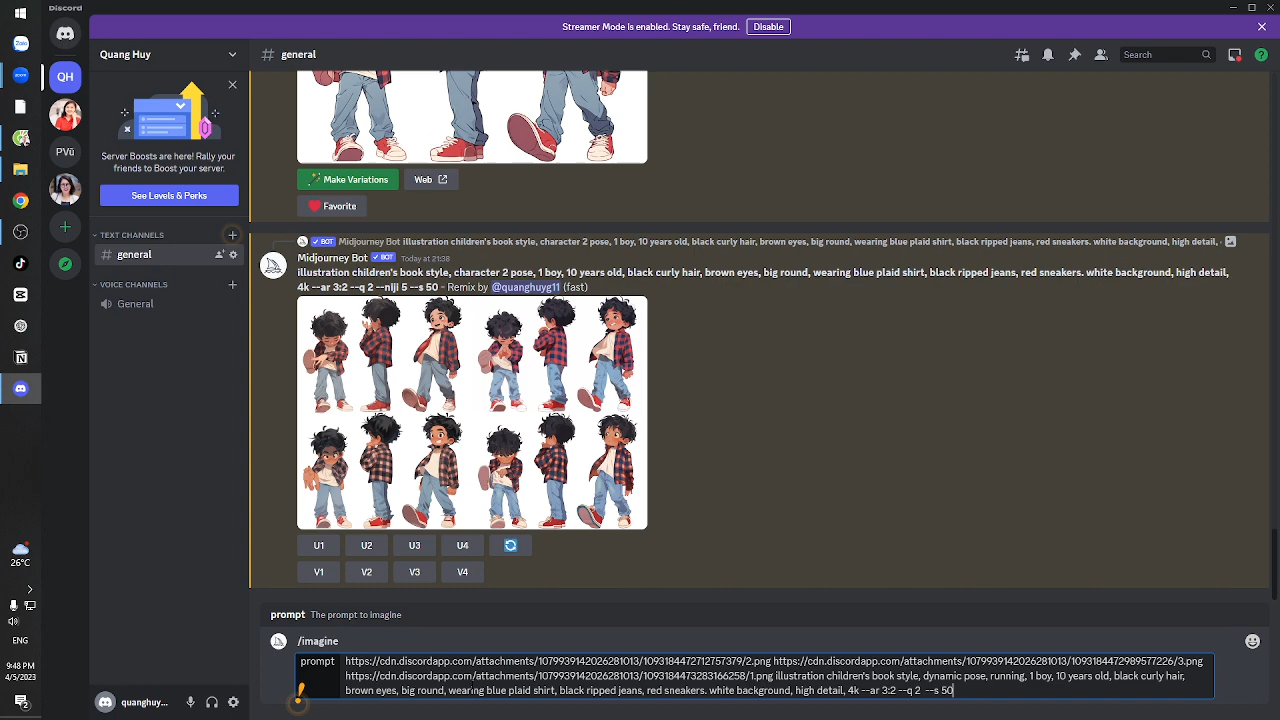 Discord
Streamer Mode is enabled. Stay safe, friend.
Disable
Quang Huy
general
Search
Server Boosts are here! Rally your
friends to Boost your server.
See Levels & Perks
TEXT CHANNELS
general
VOICE CHANNELS
General
Zalo
zoom
QH
PVũ
26°C
ENG
9:48 PM
4/5/2023
quanghuy...
Make Variations
Web
Favorite
BOT Midjourney Bot illustration children's book style, character 2 pose, 1 boy, 10 years old, black curly hair, brown eyes, big round, wearing blue plaid shirt, black ripped jeans, red sneakers. white background, high detail,
Midjourney Bot BOT Today at 21:38
illustration children's book style, character 2 pose, 1 boy, 10 years old, black curly hair, brown eyes, big round, wearing blue plaid shirt, black ripped jeans, red sneakers. white background, high detail,
4k --ar 3:2 --q 2 --niji 5 --s 50 - Remix by @quanghuyg11 (fast)
U1 U2 U3 U4
V1 V2 V3 V4
prompt The prompt to imagine
/imagine
prompt https://cdn.discordapp.com/attachments/1079939142026281013/1093184472712757379/2.png https://cdn.discordapp.com/attachments/1079939142026281013/1093184472989577226/3.png
https://cdn.discordapp.com/attachments/1079939142026281013/1093184473283166258/1.png illustration children's book style, dynamic pose, running, 1 boy, 10 years old, black curly hair,
brown eyes, big round, wearing blue plaid shirt, black ripped jeans, red sneakers. white background, high detail, 4k --ar 3:2 --q 2 --s 50